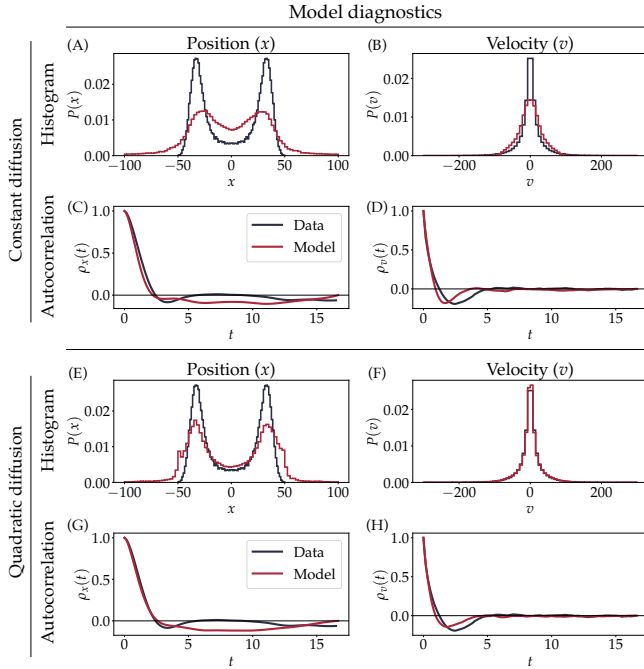 Model diagnostics
Constant diffusion
Histogram
(A) Position (x)
P(x)
0.02
0.01
0.00
−100 −50 0 50 100
x
(B) Velocity (v)
P(v)
0.02
0.01
0.00
−200 0 200
v
Autocorrelation
(C)
ρx(t)
1.0
0.5
0.0
0 5 10 15
t
Data
Model
(D)
ρv(t)
1.0
0.5
0.0
0 5 10 15
t
Quadratic diffusion
Histogram
(E) Position (x)
P(x)
0.02
0.01
0.00
−100 −50 0 50 100
x
(F) Velocity (v)
P(v)
0.02
0.01
0.00
−200 0 200
v
Autocorrelation
(G)
ρx(t)
1.0
0.5
0.0
0 5 10 15
t
Data
Model
(H)
ρv(t)
1.0
0.5
0.0
0 5 10 15
t